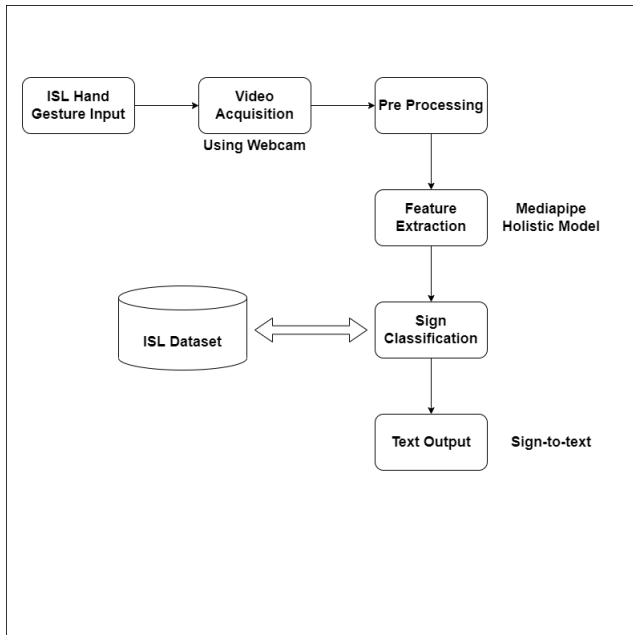 ISL Hand
Gesture Input
Video
Acquisition
Using Webcam
Pre Processing
Feature
Extraction
Mediapipe
Holistic Model
ISL Dataset
Sign
Classification
Text Output
Sign-to-text